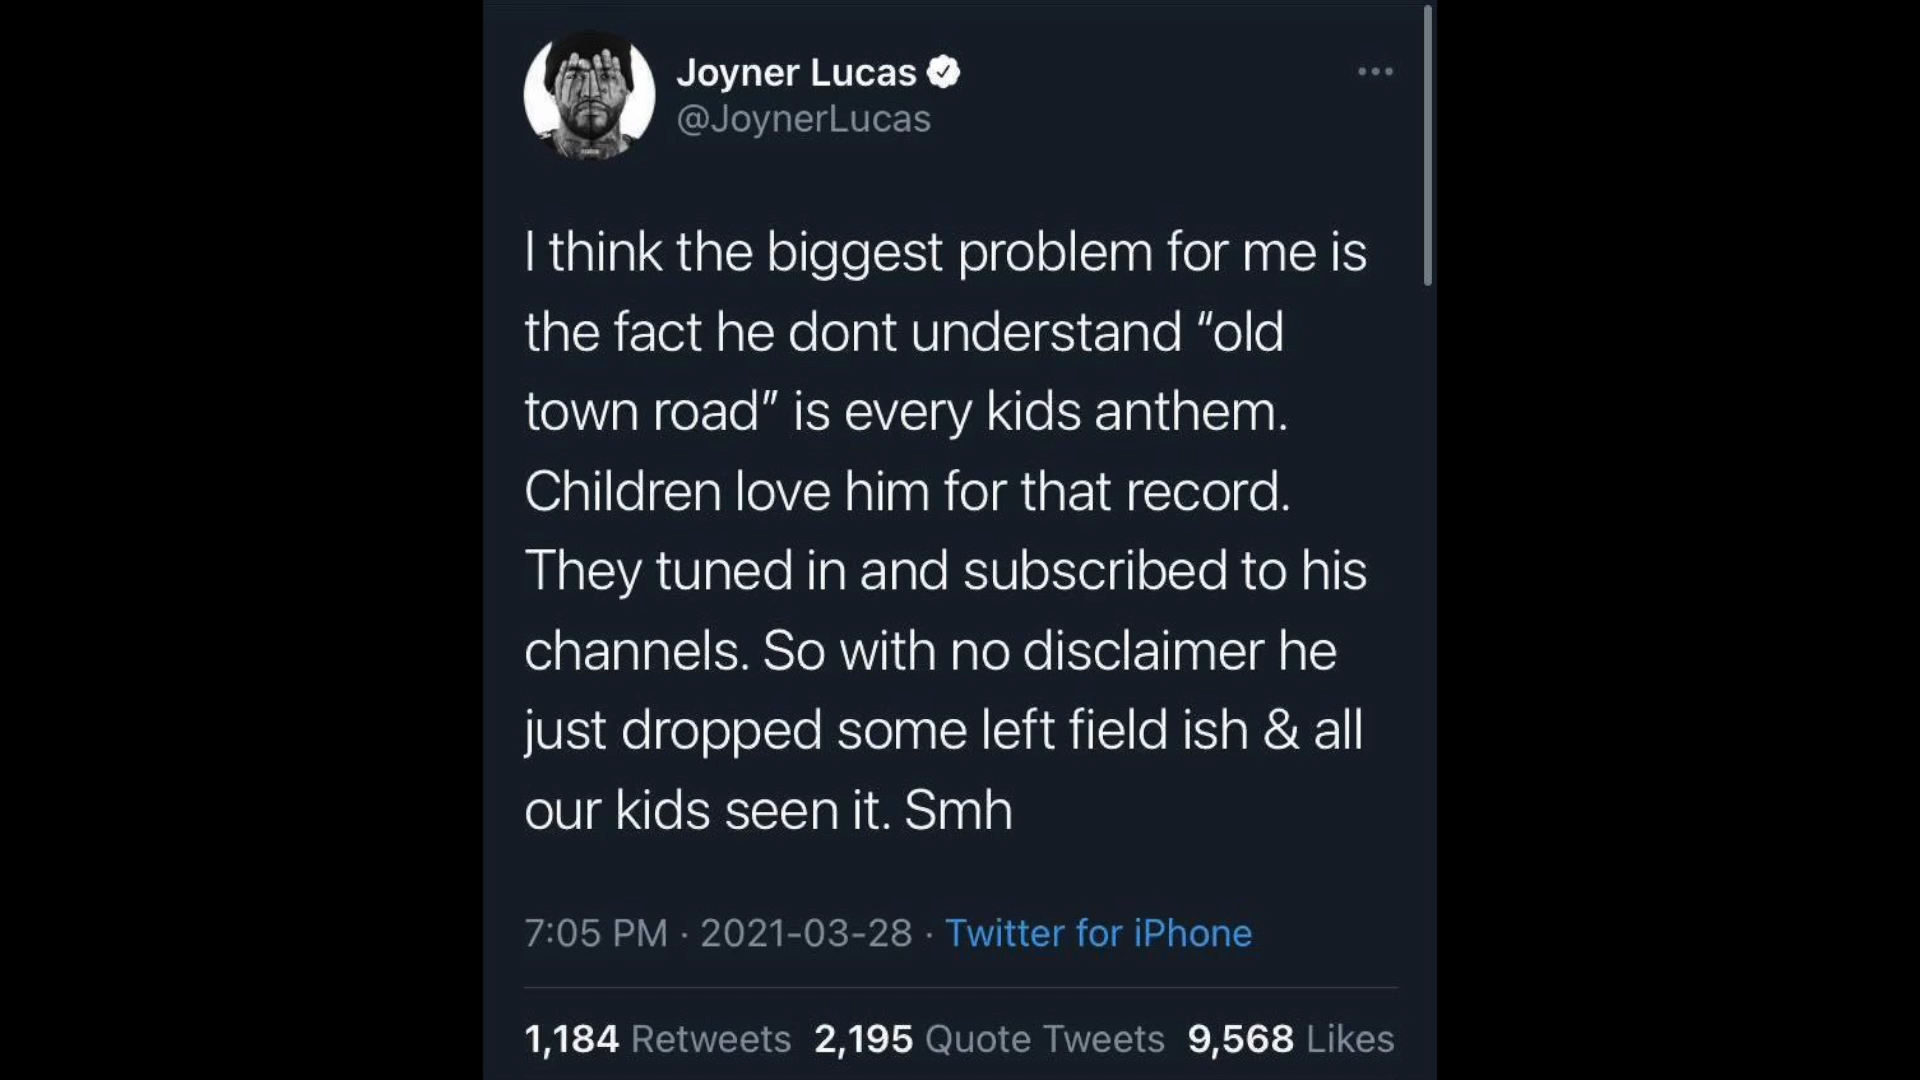 Joyner Lucas
@JoynerLucas
I think the biggest problem for me is
the fact he dont understand “old
town road” is every kids anthem.
Children love him for that record.
They tuned in and subscribed to his
channels. So with no disclaimer he
just dropped some left field ish & all
our kids seen it. Smh
7:05 PM · 2021-03-28 · Twitter for iPhone
1,184 Retweets 2,195 Quote Tweets 9,568 Likes